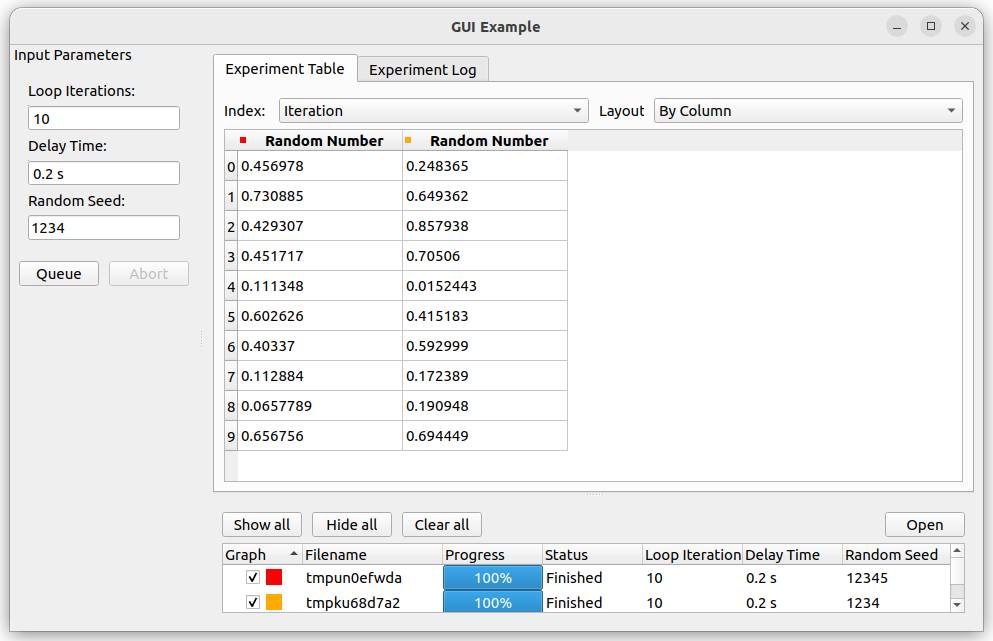 GUI Example
Input Parameters
Loop Iterations:
10
Delay Time:
0.2 s
Random Seed:
1234
Queue Abort
Experiment Table Experiment Log
Index: Iteration Layout By Column
Random Number Random Number
0 0.456978 0.248365
1 0.730885 0.649362
2 0.429307 0.857938
3 0.451717 0.70506
4 0.111348 0.0152443
5 0.602626 0.415183
6 0.40337 0.592999
7 0.112884 0.172389
8 0.0657789 0.190948
9 0.656756 0.694449
Show all Hide all Clear all Open
Graph Filename Progress Status Loop Iteration Delay Time Random Seed
tmpun0efwda 100% Finished 10 0.2 s 12345
tmpku68d7a2 100% Finished 10 0.2 s 1234